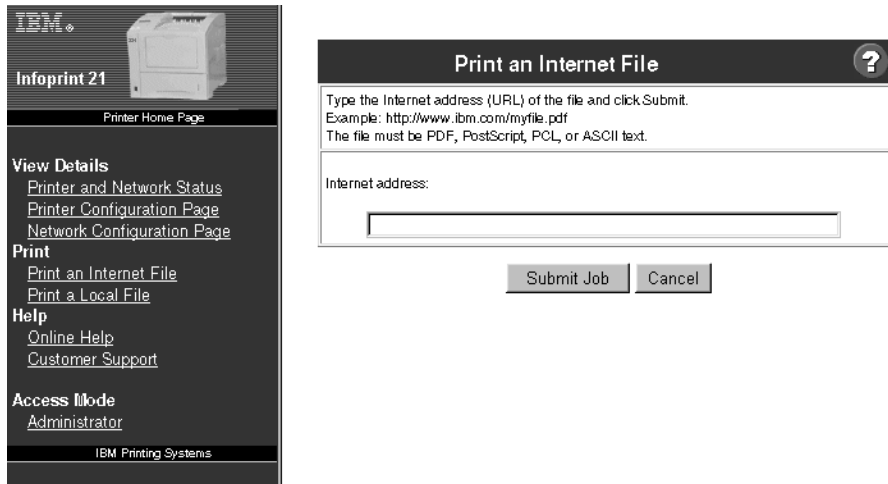 IBM®
Infoprint 21
Printer Home Page
View Details
Printer and Network Status
Printer Configuration Page
Network Configuration Page
Print
Print an Internet File
Print a Local File
Help
Online Help
Customer Support
Access Mode
Administrator
IBM Printing Systems
Print an Internet File
?
Type the Internet address (URL) of the file and click Submit.
Example: http://www.ibm.com/myfile.pdf
The file must be PDF, PostScript, PCL, or ASCII text.
Internet address:
Submit Job Cancel